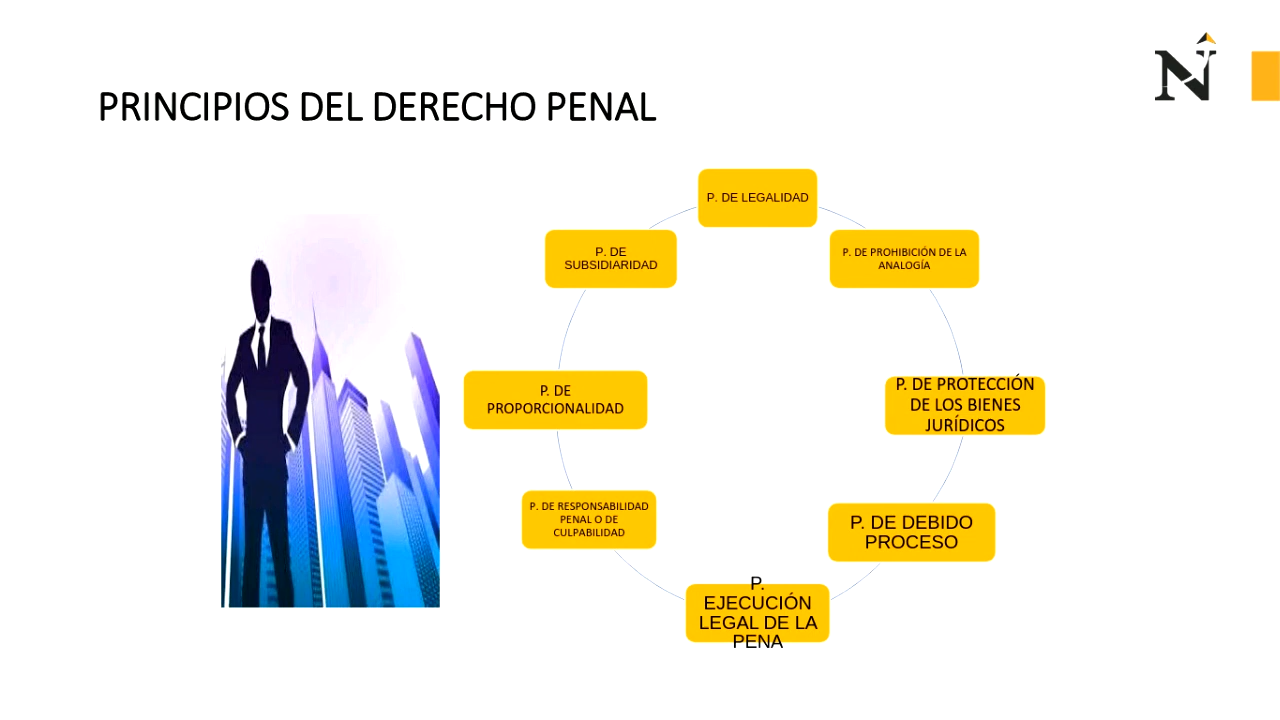 PRINCIPIOS DEL DERECHO PENAL
N
P. DE LEGALIDAD
P. DE PROHIBICIÓN DE LA
ANALOGÍA
P. DE PROTECCIÓN
DE LOS BIENES
JURÍDICOS
P. DE DEBIDO
PROCESO
P.
EJECUCIÓN
LEGAL DE LA
PENA
P. DE RESPONSABILIDAD
PENAL O DE
CULPABILIDAD
P. DE
PROPORCIONALIDAD
P. DE
SUBSIDIARIDAD